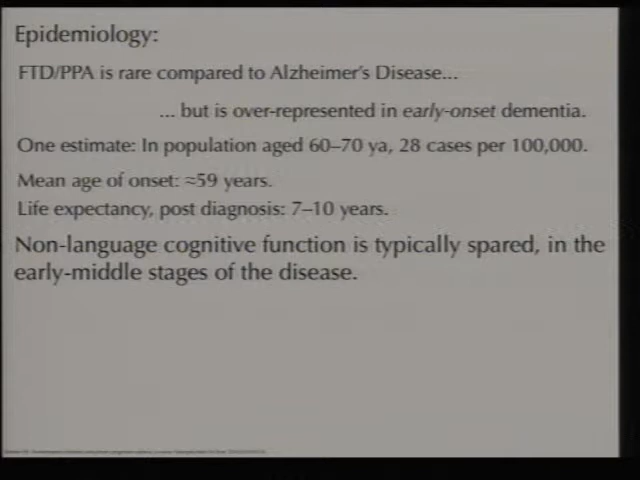 Epidemiology:
FTD/PPA is rare compared to Alzheimer's Disease...
... but is over-represented in early-onset dementia.
One estimate: In population aged 60–70 ya, 28 cases per 100,000.
Mean age of onset: ≈59 years.
Life expectancy, post diagnosis: 7–10 years.
Non-language cognitive function is typically spared, in the
early-middle stages of the disease.